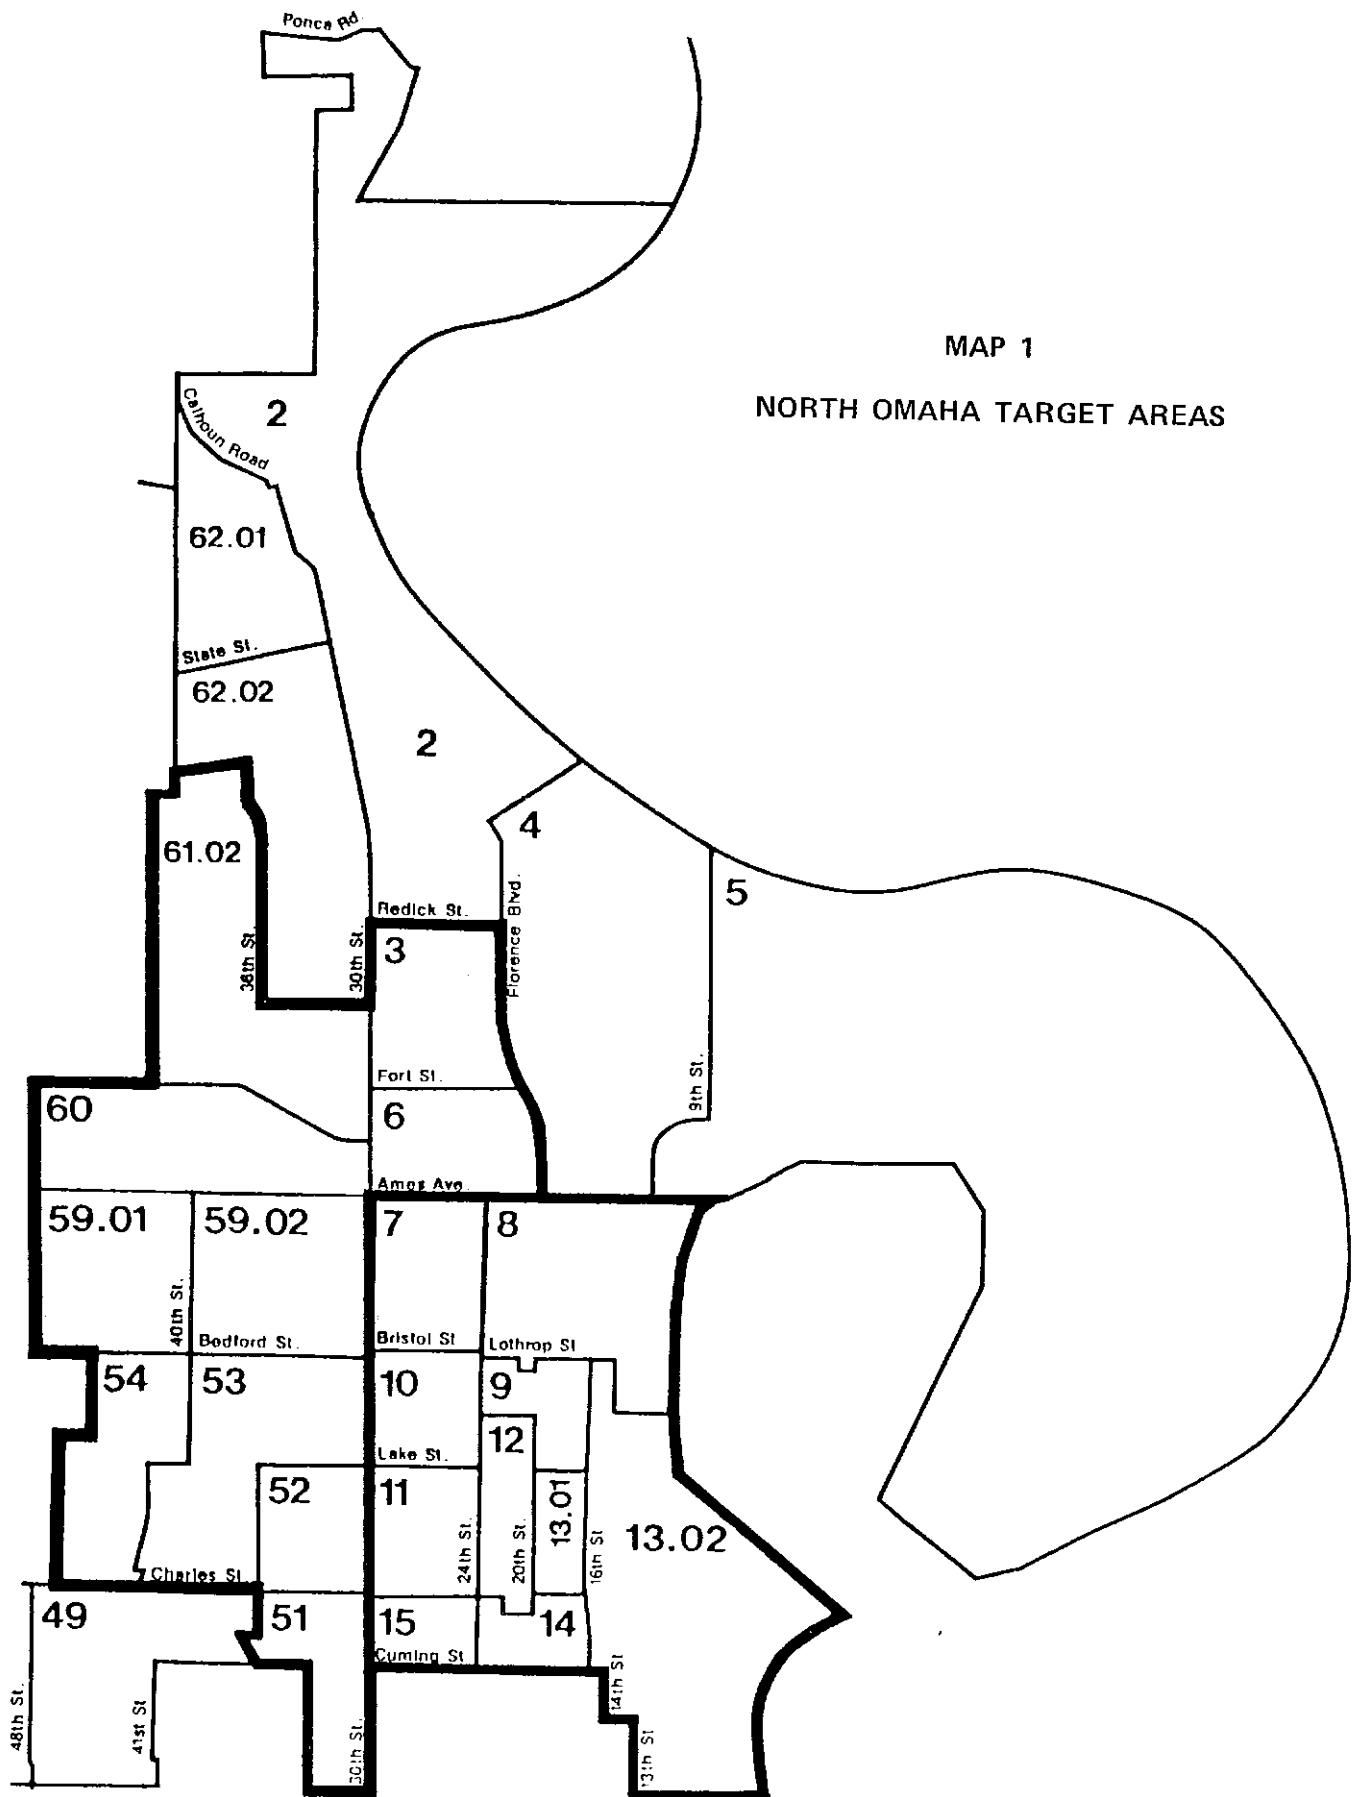 Ponca Rd.
MAP 1
NORTH OMAHA TARGET AREAS
2
Calhoun Road
62.01
State St.
62.02
2
4
61.02
5
Redick St.
Florence Blvd.
3
36th St.
30th St.
9th St.
Fort St.
60
6
Ames Ave.
59.01
59.02
7
8
40th St.
Bedford St.
Bristol St
Lothrop St
54
53
10
9
12
Lake St.
52
11
13.01
13.02
24th St.
20th St.
16th St
Charles St.
49
51
15
14
Cuming St
48th St.
41st St
30th St.
14th St
13th St